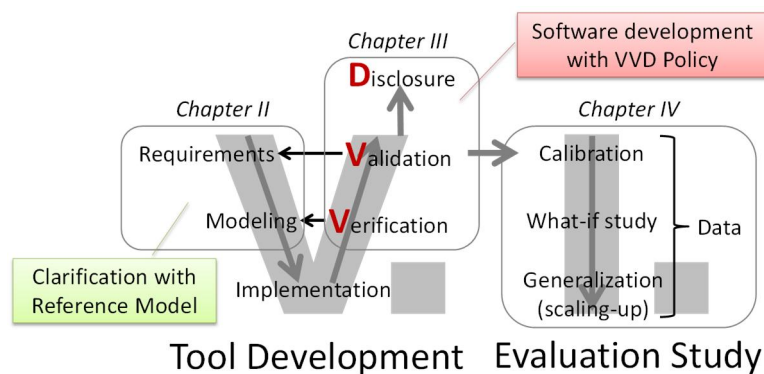 Chapter III
Software development
with VVD Policy
Disclosure
Chapter II
Chapter IV
Requirements
Validation
Calibration
Modeling
Verification
What-if study
Data
Clarification with
Reference Model
Implementation
Generalization
(scaling-up)
Tool Development
Evaluation Study